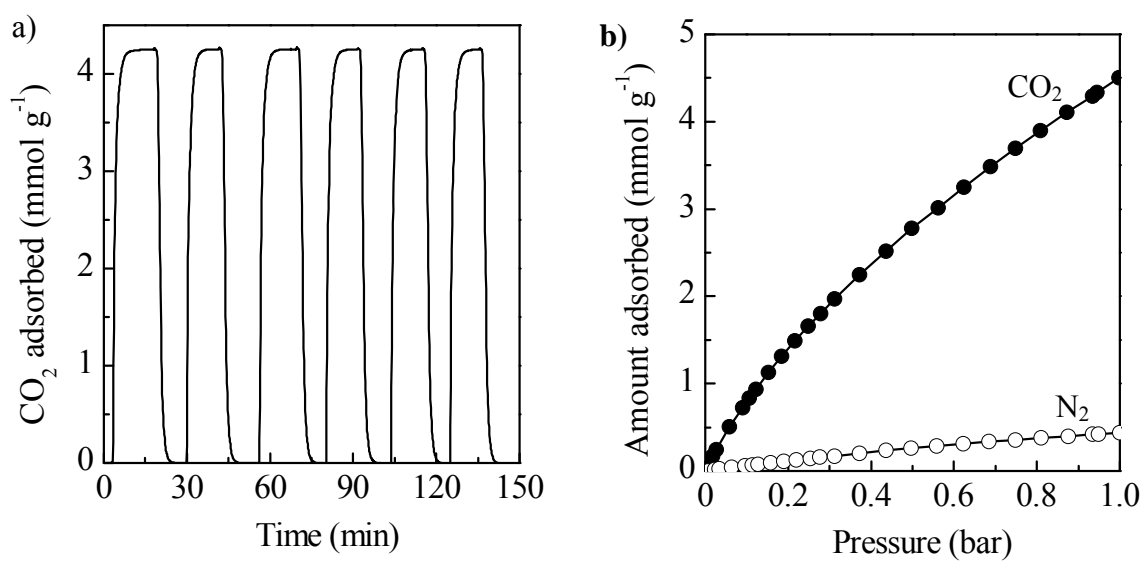 a)
CO₂ adsorbed (mmol g⁻¹)
4
3
2
1
0
0 30 60 90 120 150
Time (min)
b)
Amount adsorbed (mmol g⁻¹)
5
4
3
2
1
0
CO₂
N₂
0 0.2 0.4 0.6 0.8 1.0
Pressure (bar)